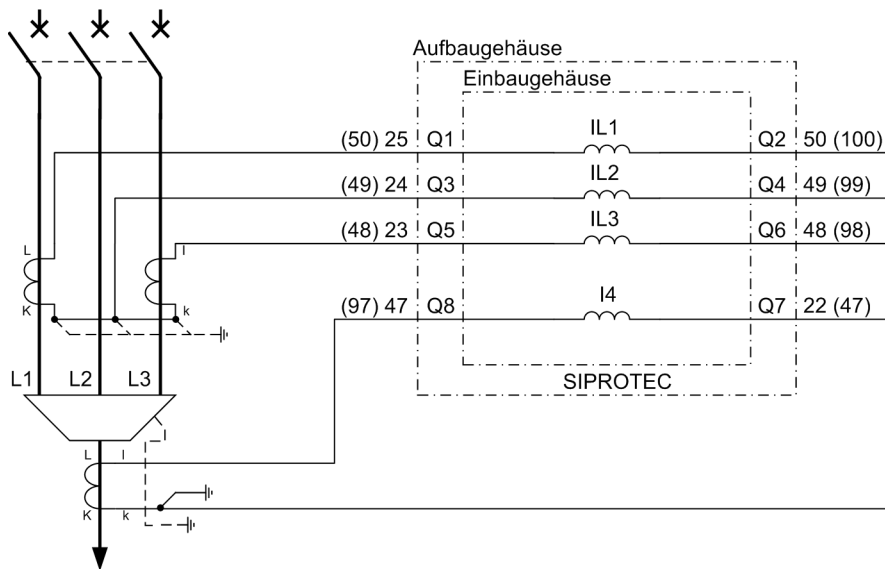 Aufbaugehäuse
Einbaugehäuse
IL1
(50) 25 Q1 Q2 50 (100)
IL2
(49) 24 Q3 Q4 49 (99)
IL3
(48) 23 Q5 Q6 48 (98)
L l
K k
I4
(97) 47 Q8 Q7 22 (47)
L1 L2 L3
SIPROTEC
L l
K k